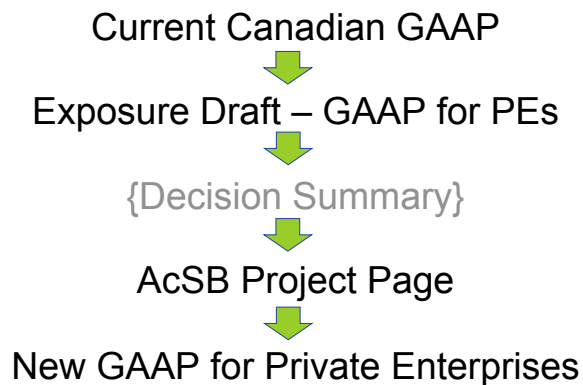 Current Canadian GAAP
Exposure Draft – GAAP for PEs
{Decision Summary}
AcSB Project Page
New GAAP for Private Enterprises